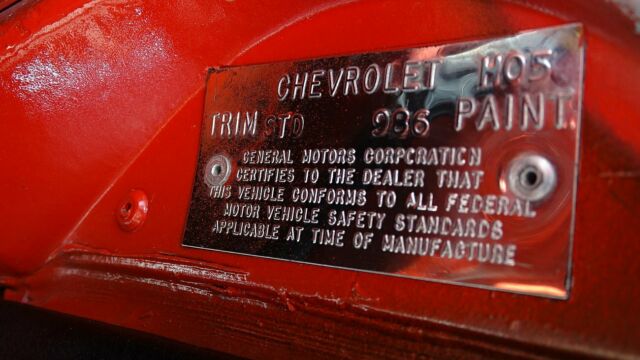 CHEVROLET H05
TRIM STD 986 PAINT
GENERAL MOTORS CORPORATION
CERTIFIES TO THE DEALER THAT
THIS VEHICLE CONFORMS TO ALL FEDERAL
MOTOR VEHICLE SAFETY STANDARDS
APPLICABLE AT TIME OF MANUFACTURE